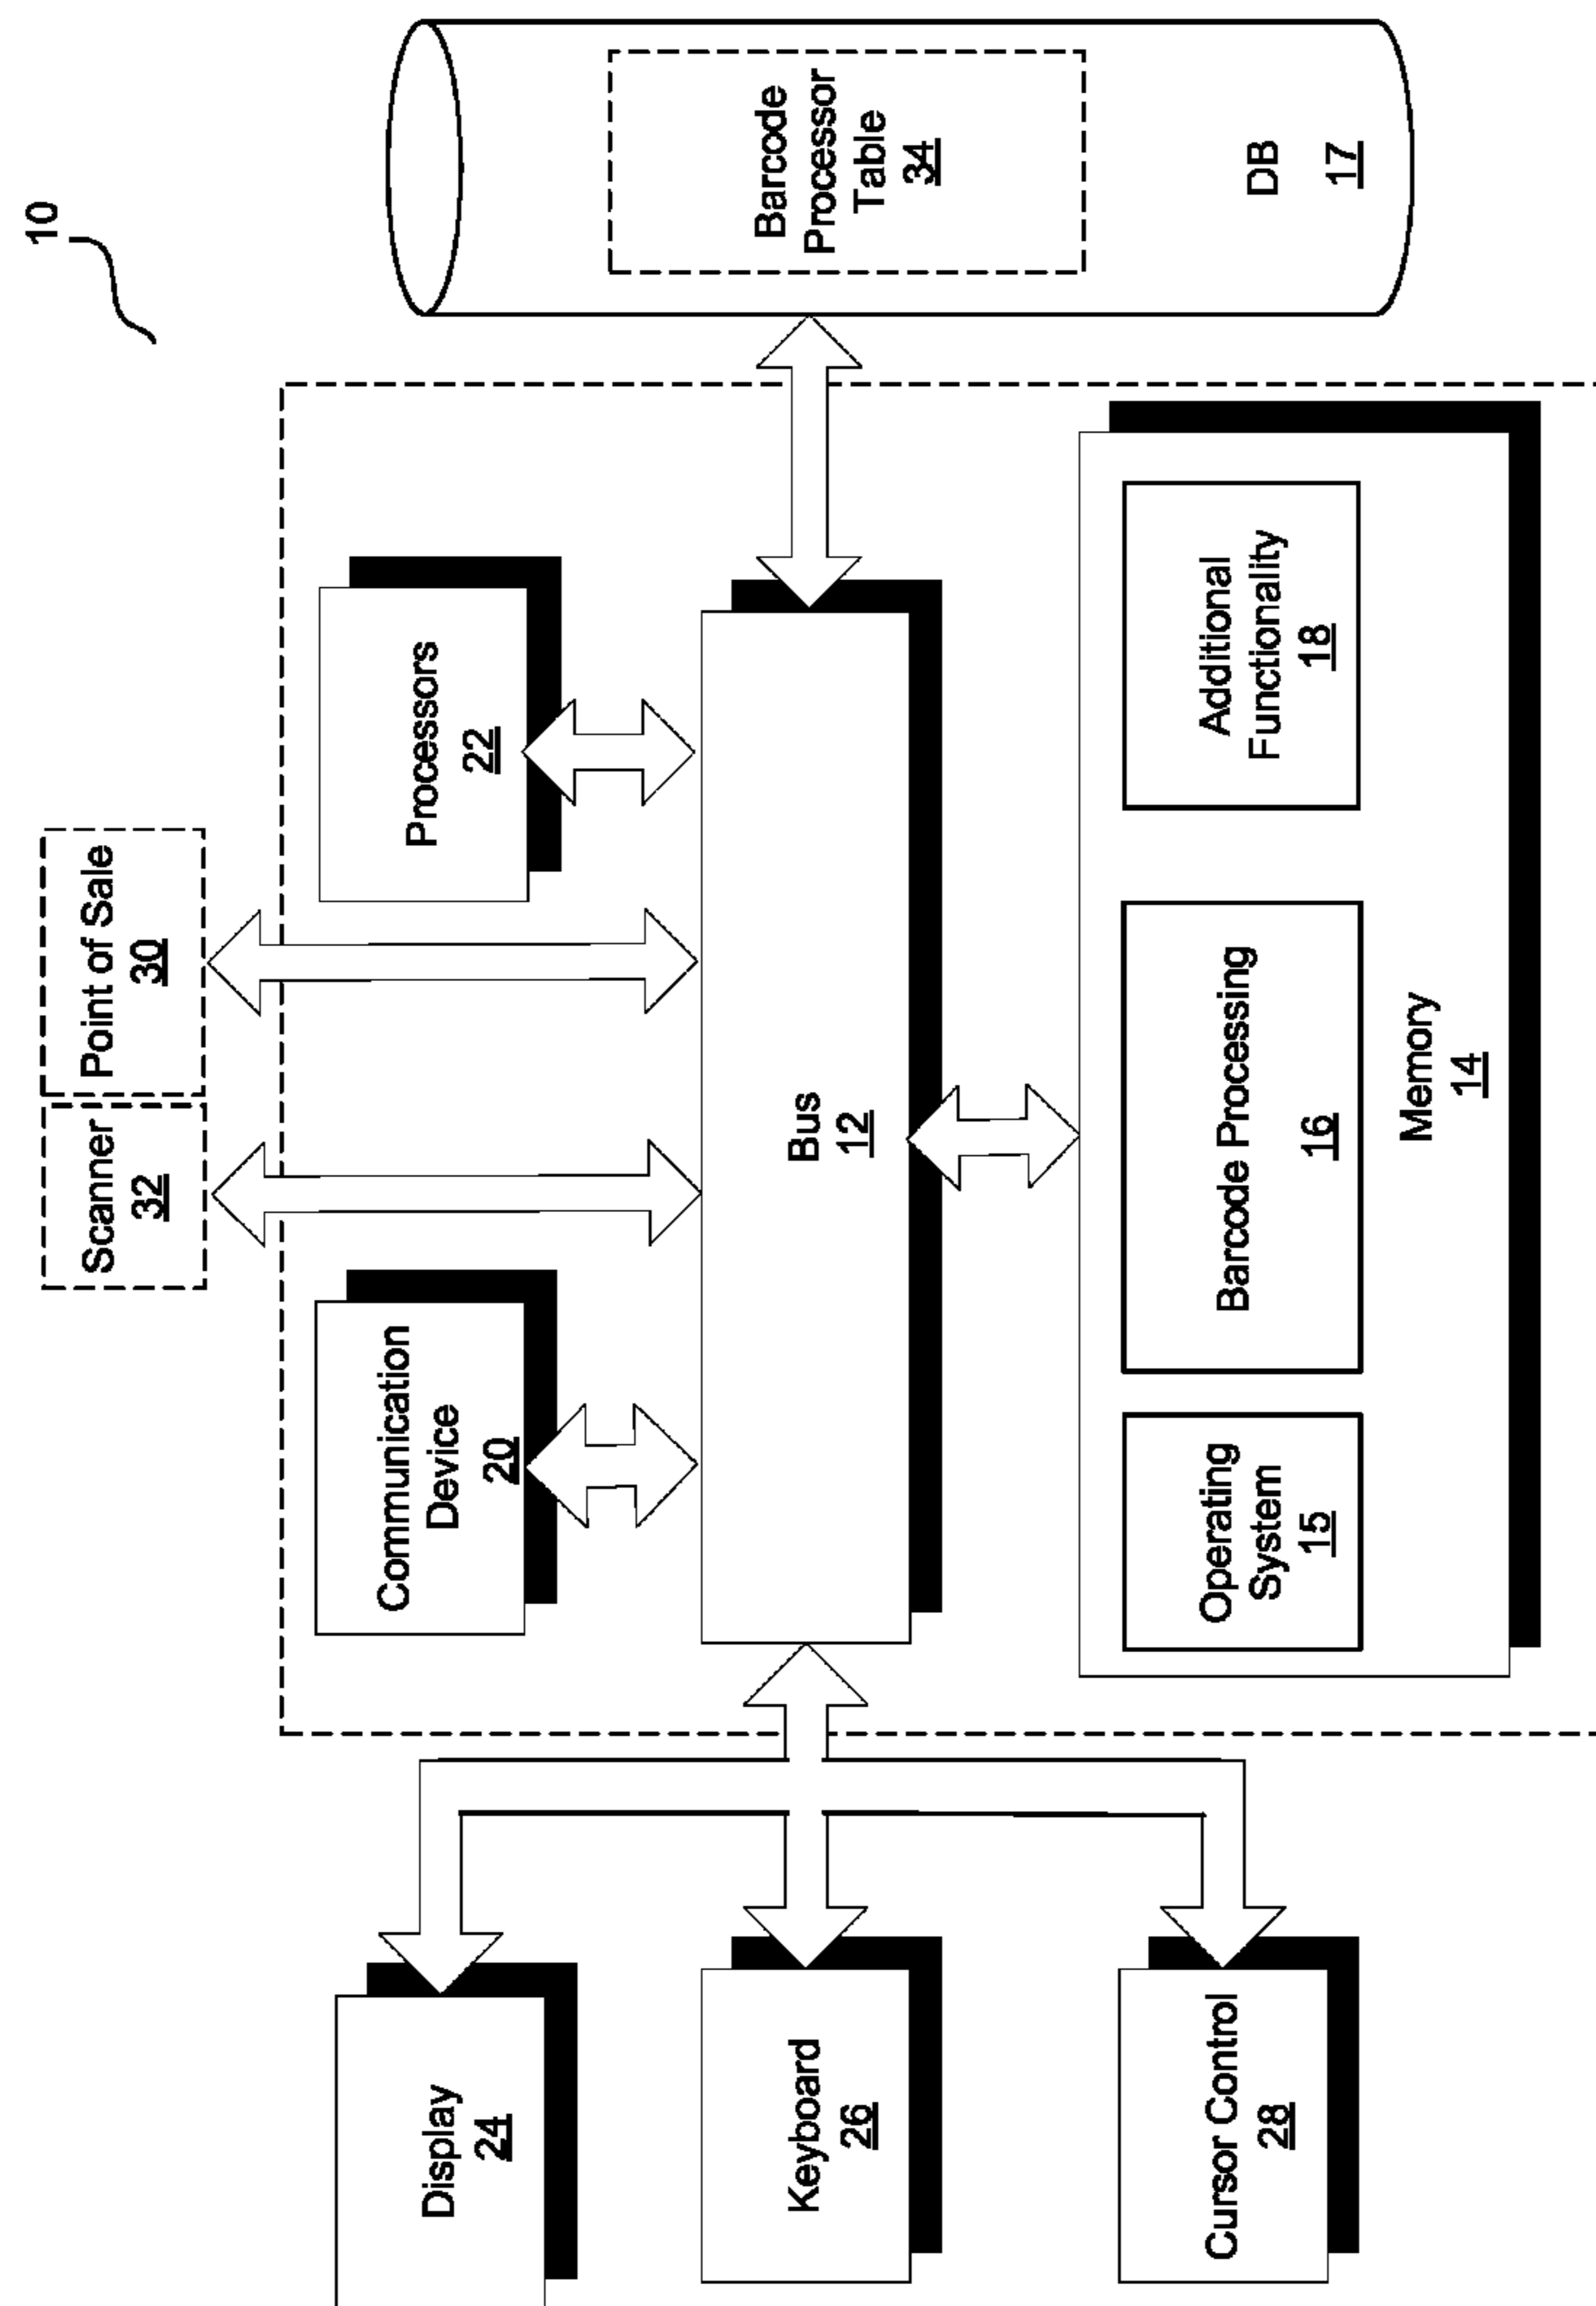 10
Scanner
32
Point of Sale
30
Communication
Device
20
Processors
22
Display
24
Keyboard
26
Cursor Control
28
Bus
12
Barcode
Processor
Table
34
DB
17
Operating
System
15
Barcode Processing
16
Additional
Functionality
18
Memory
14